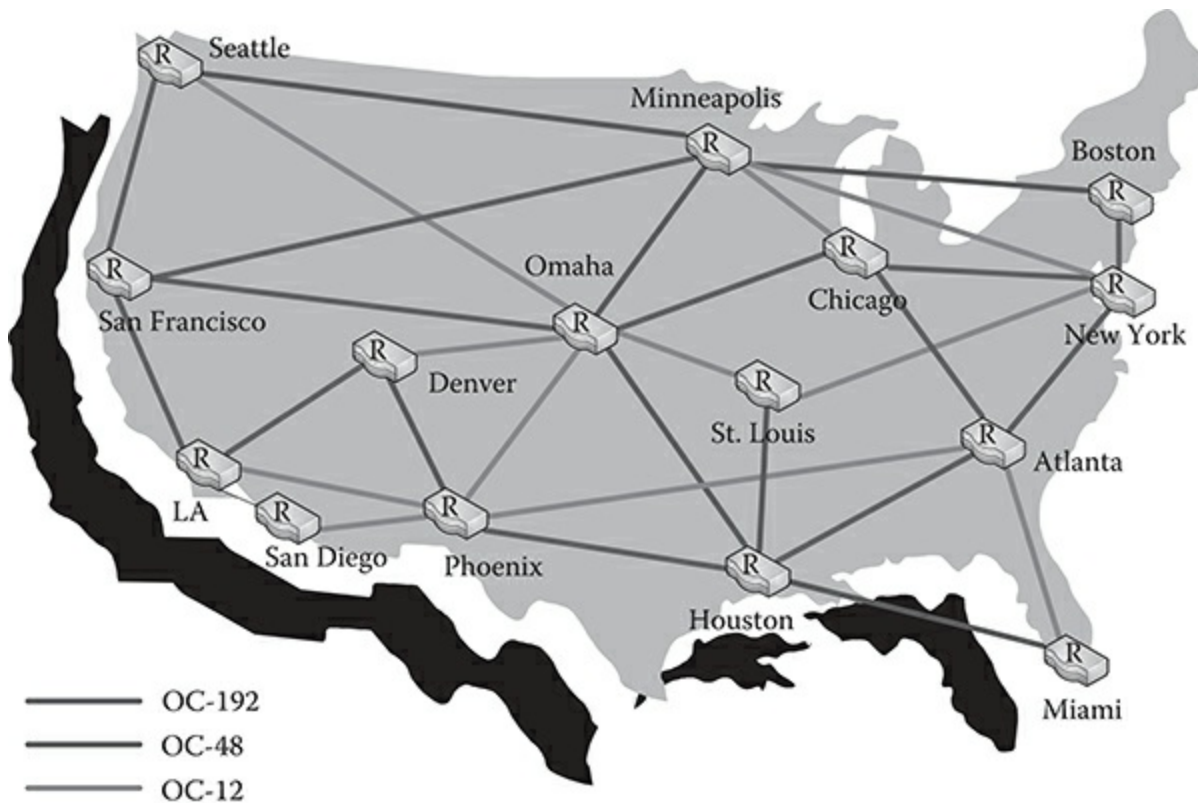 R
Seattle
Minneapolis
R
Boston
R
R
Chicago
R
San Francisco
Omaha
R
R
New York
R
Denver
R
St. Louis
R
Atlanta
R
LA
R
San Diego
R
Phoenix
R
Houston
R
Miami
OC-192
OC-48
OC-12